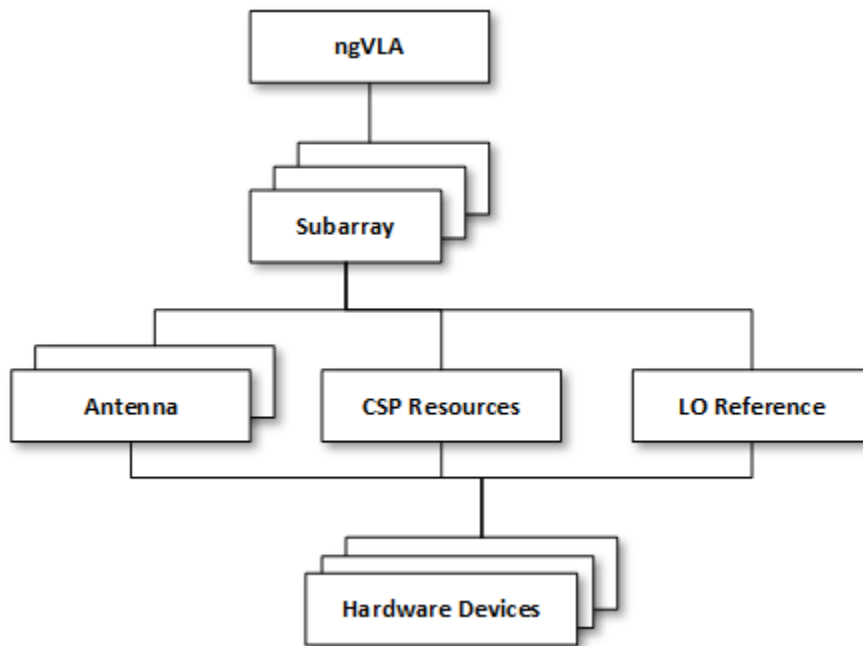 ngVLA
Subarray
Antenna
CSP Resources
LO Reference
Hardware Devices